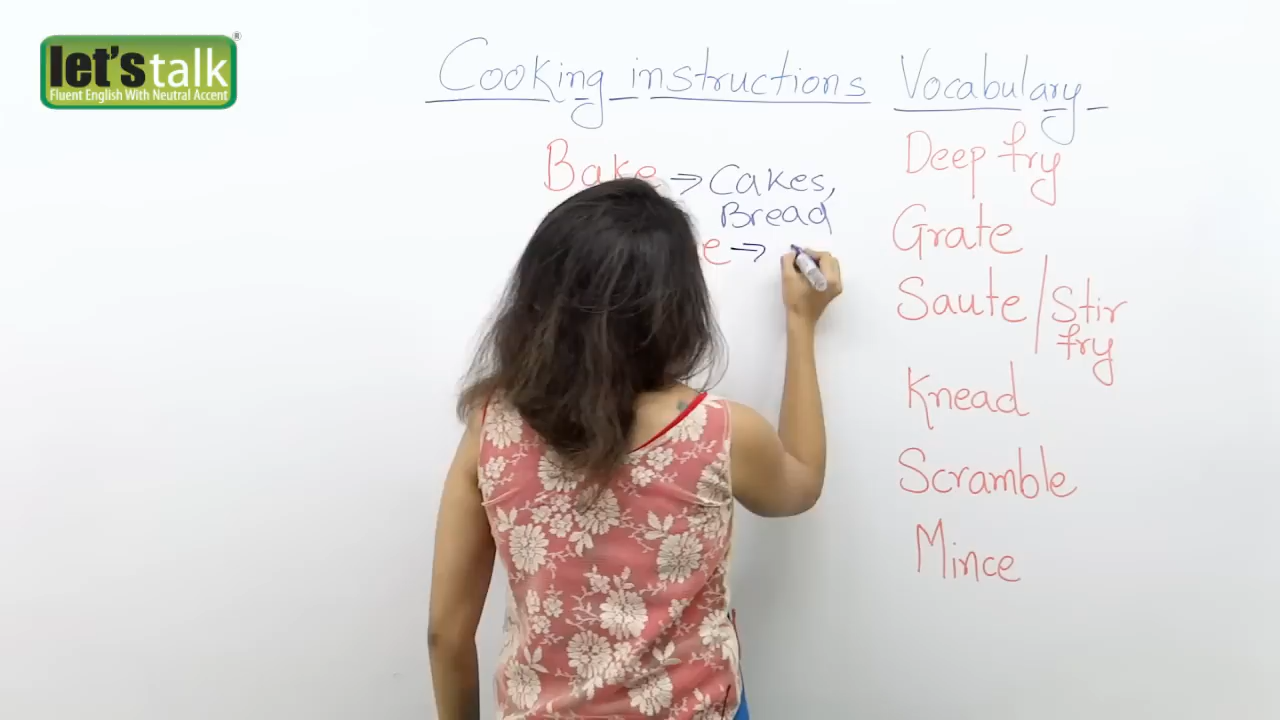 let's talk®
Fluent English With Neutral Accent
Cooking instructions Vocabulary
Bake → Cakes,
Bread
→
Deep fry
Grate
Saute / Stir
fry
Knead
Scramble
Mince